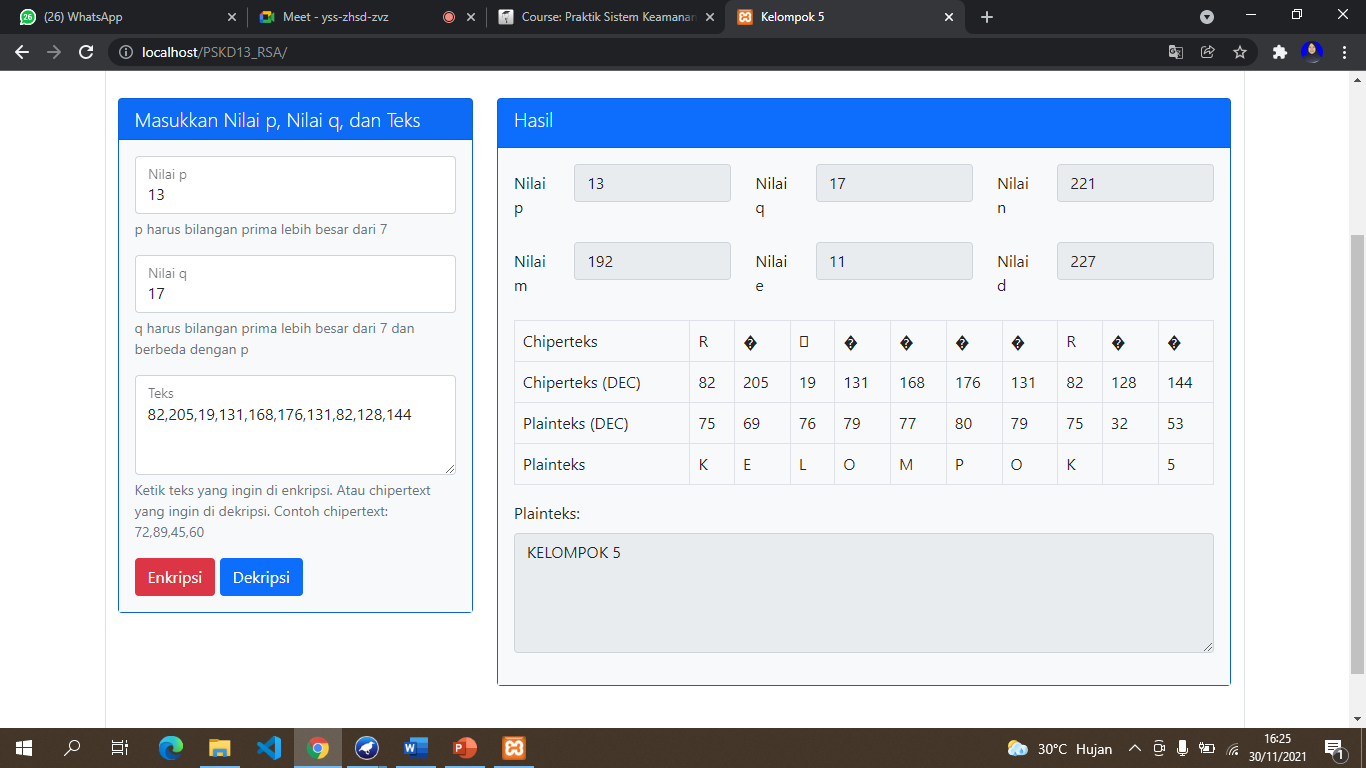 (26) WhatsApp
Meet - yss-zhsd-zvz
Course: Praktik Sistem Keamanan
Kelompok 5
localhost/PSKD13_RSA/
Masukkan Nilai p, Nilai q, dan Teks
Nilai p
13
p harus bilangan prima lebih besar dari 7
Nilai q
17
q harus bilangan prima lebih besar dari 7 dan
berbeda dengan p
Teks
82,205,19,131,168,176,131,82,128,144
Ketik teks yang ingin di enkripsi. Atau chipertext
yang ingin di dekripsi. Contoh chipertext:
72,89,45,60
Enkripsi Dekripsi
Hasil
Nilai p 13 Nilai q 17 Nilai n 221
Nilai m 192 Nilai e 11 Nilai d 227
Chiperteks R � � � � � � R � �
Chiperteks (DEC) 82 205 19 131 168 176 131 82 128 144
Plainteks (DEC) 75 69 76 79 77 80 79 75 32 53
Plainteks K E L O M P O K 5
Plainteks:
KELOMPOK 5
30°C Hujan
16:25
30/11/2021
1